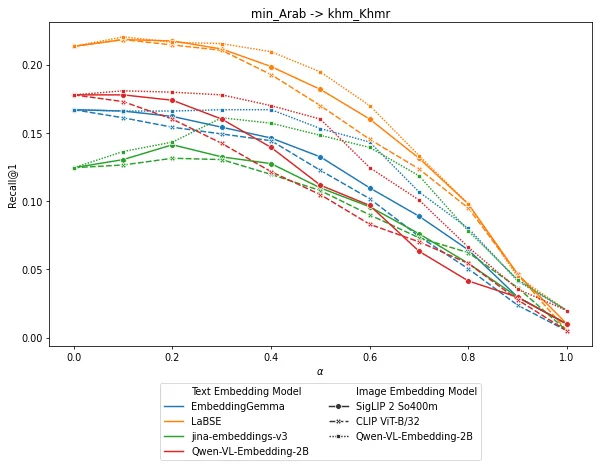 min_Arab -> khm_Khmr
0.20
0.15
0.10
0.05
0.00
Recall@1
0.0 0.2 0.4 0.6 0.8 1.0
α
Text Embedding Model Image Embedding Model
EmbeddingGemma SigLIP 2 So400m
LaBSE CLIP ViT-B/32
jina-embeddings-v3 Qwen-VL-Embedding-2B
Qwen-VL-Embedding-2B